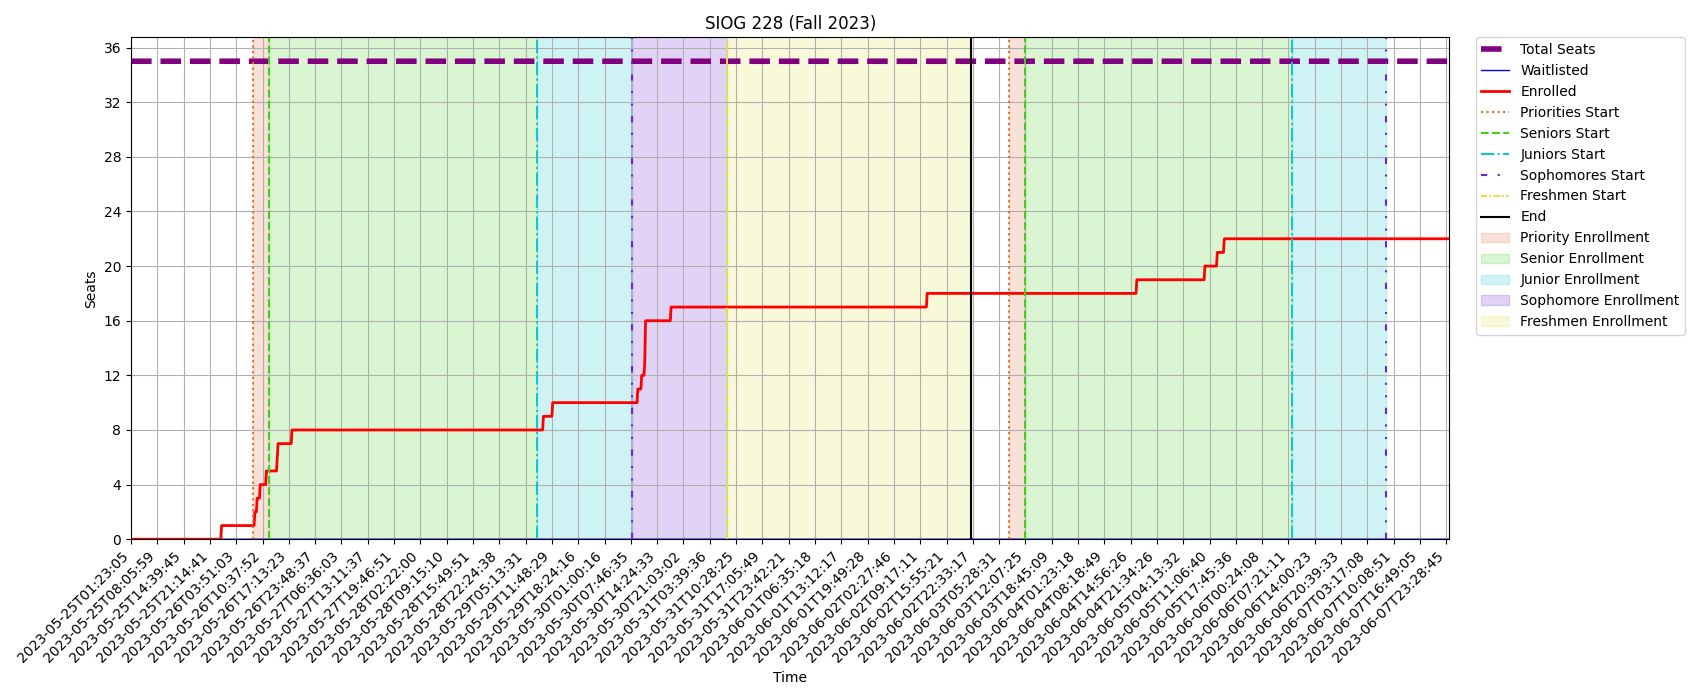 SIOG 228 (Fall 2023)
36
32
28
24
20
16
12
8
4
0
Seats
2023-05-25T01:23:05
2023-05-25T08:05:59
2023-05-25T14:39:45
2023-05-25T21:14:41
2023-05-26T03:51:03
2023-05-26T10:37:52
2023-05-26T17:13:23
2023-05-26T23:48:37
2023-05-27T06:36:03
2023-05-27T13:11:37
2023-05-27T19:46:51
2023-05-28T02:22:00
2023-05-28T09:15:10
2023-05-28T15:49:51
2023-05-28T22:24:38
2023-05-29T05:13:31
2023-05-29T11:48:29
2023-05-29T18:24:16
2023-05-30T01:00:16
2023-05-30T07:46:35
2023-05-30T14:24:33
2023-05-30T21:03:02
2023-05-31T03:39:36
2023-05-31T10:28:25
2023-05-31T17:05:49
2023-05-31T23:42:21
2023-06-01T06:35:18
2023-06-01T13:12:17
2023-06-01T19:49:28
2023-06-02T02:27:46
2023-06-02T09:17:11
2023-06-02T15:55:21
2023-06-02T22:33:17
2023-06-03T05:28:31
2023-06-03T12:07:25
2023-06-03T18:45:09
2023-06-04T01:23:18
2023-06-04T08:18:49
2023-06-04T14:56:26
2023-06-04T21:34:26
2023-06-05T04:13:32
2023-06-05T11:06:40
2023-06-05T17:45:36
2023-06-06T00:24:08
2023-06-06T07:21:11
2023-06-06T14:00:23
2023-06-06T20:39:33
2023-06-07T03:17:08
2023-06-07T10:08:51
2023-06-07T16:49:05
2023-06-07T23:28:45
Time
Total Seats
Waitlisted
Enrolled
Priorities Start
Seniors Start
Juniors Start
Sophomores Start
Freshmen Start
End
Priority Enrollment
Senior Enrollment
Junior Enrollment
Sophomore Enrollment
Freshmen Enrollment